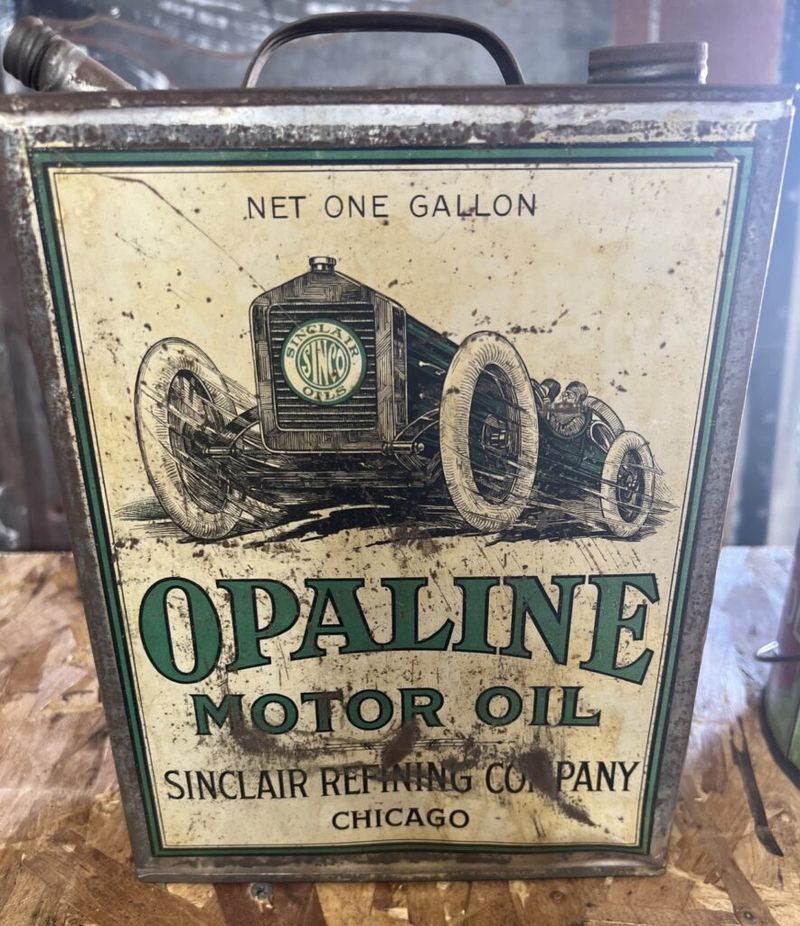 NET ONE GALLON
SINCLAIR
SINCO
OILS
OPALINE
MOTOR OIL
SINCLAIR REFINING COMPANY
CHICAGO